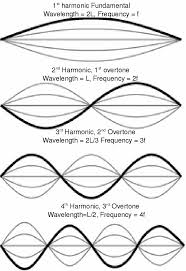 1st harmonic Fundamental
Wavelength = 2L, Frequency = f
2nd Harmonic, 1st overtone
Wavelength = L, Frequency = 2f
3rd Harmonic, 2nd Overtone
Wavelength = 2L/3 Frequency = 3f
4th Harmonic, 3rd Overtone
Wavelength=L/2, Frequency = 4f